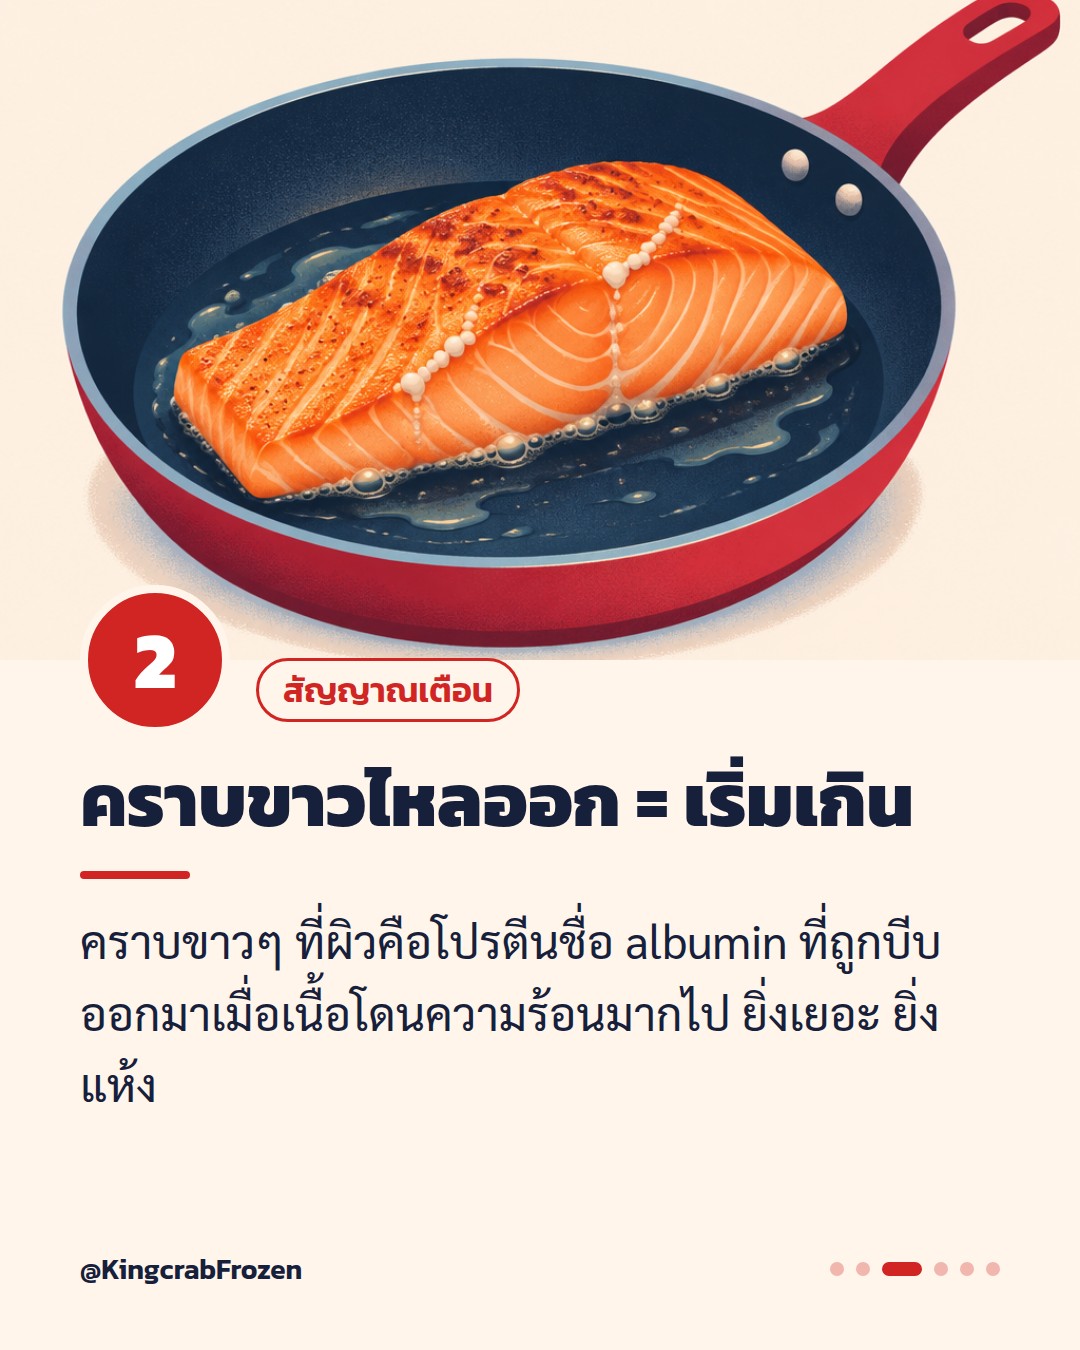 2
สัญญาณเตือน
คราบขาวไหลออก = เริ่มเกิน
คราบขาวๆ ที่ผิวคือโปรตีนชื่อ albumin ที่ถูกบีบ
ออกมาเมื่อเนื้อโดนความร้อนมากไป ยิ่งเยอะ ยิ่ง
แห้ง
@KingcrabFrozen